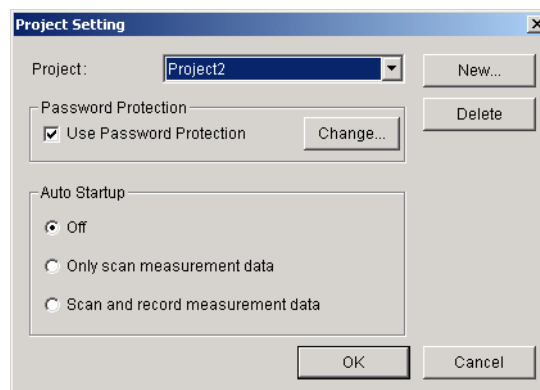 Project Setting
Project: Project2 New...
Password Protection Delete
Use Password Protection Change...
Auto Startup
Off
Only scan measurement data
Scan and record measurement data
OK Cancel